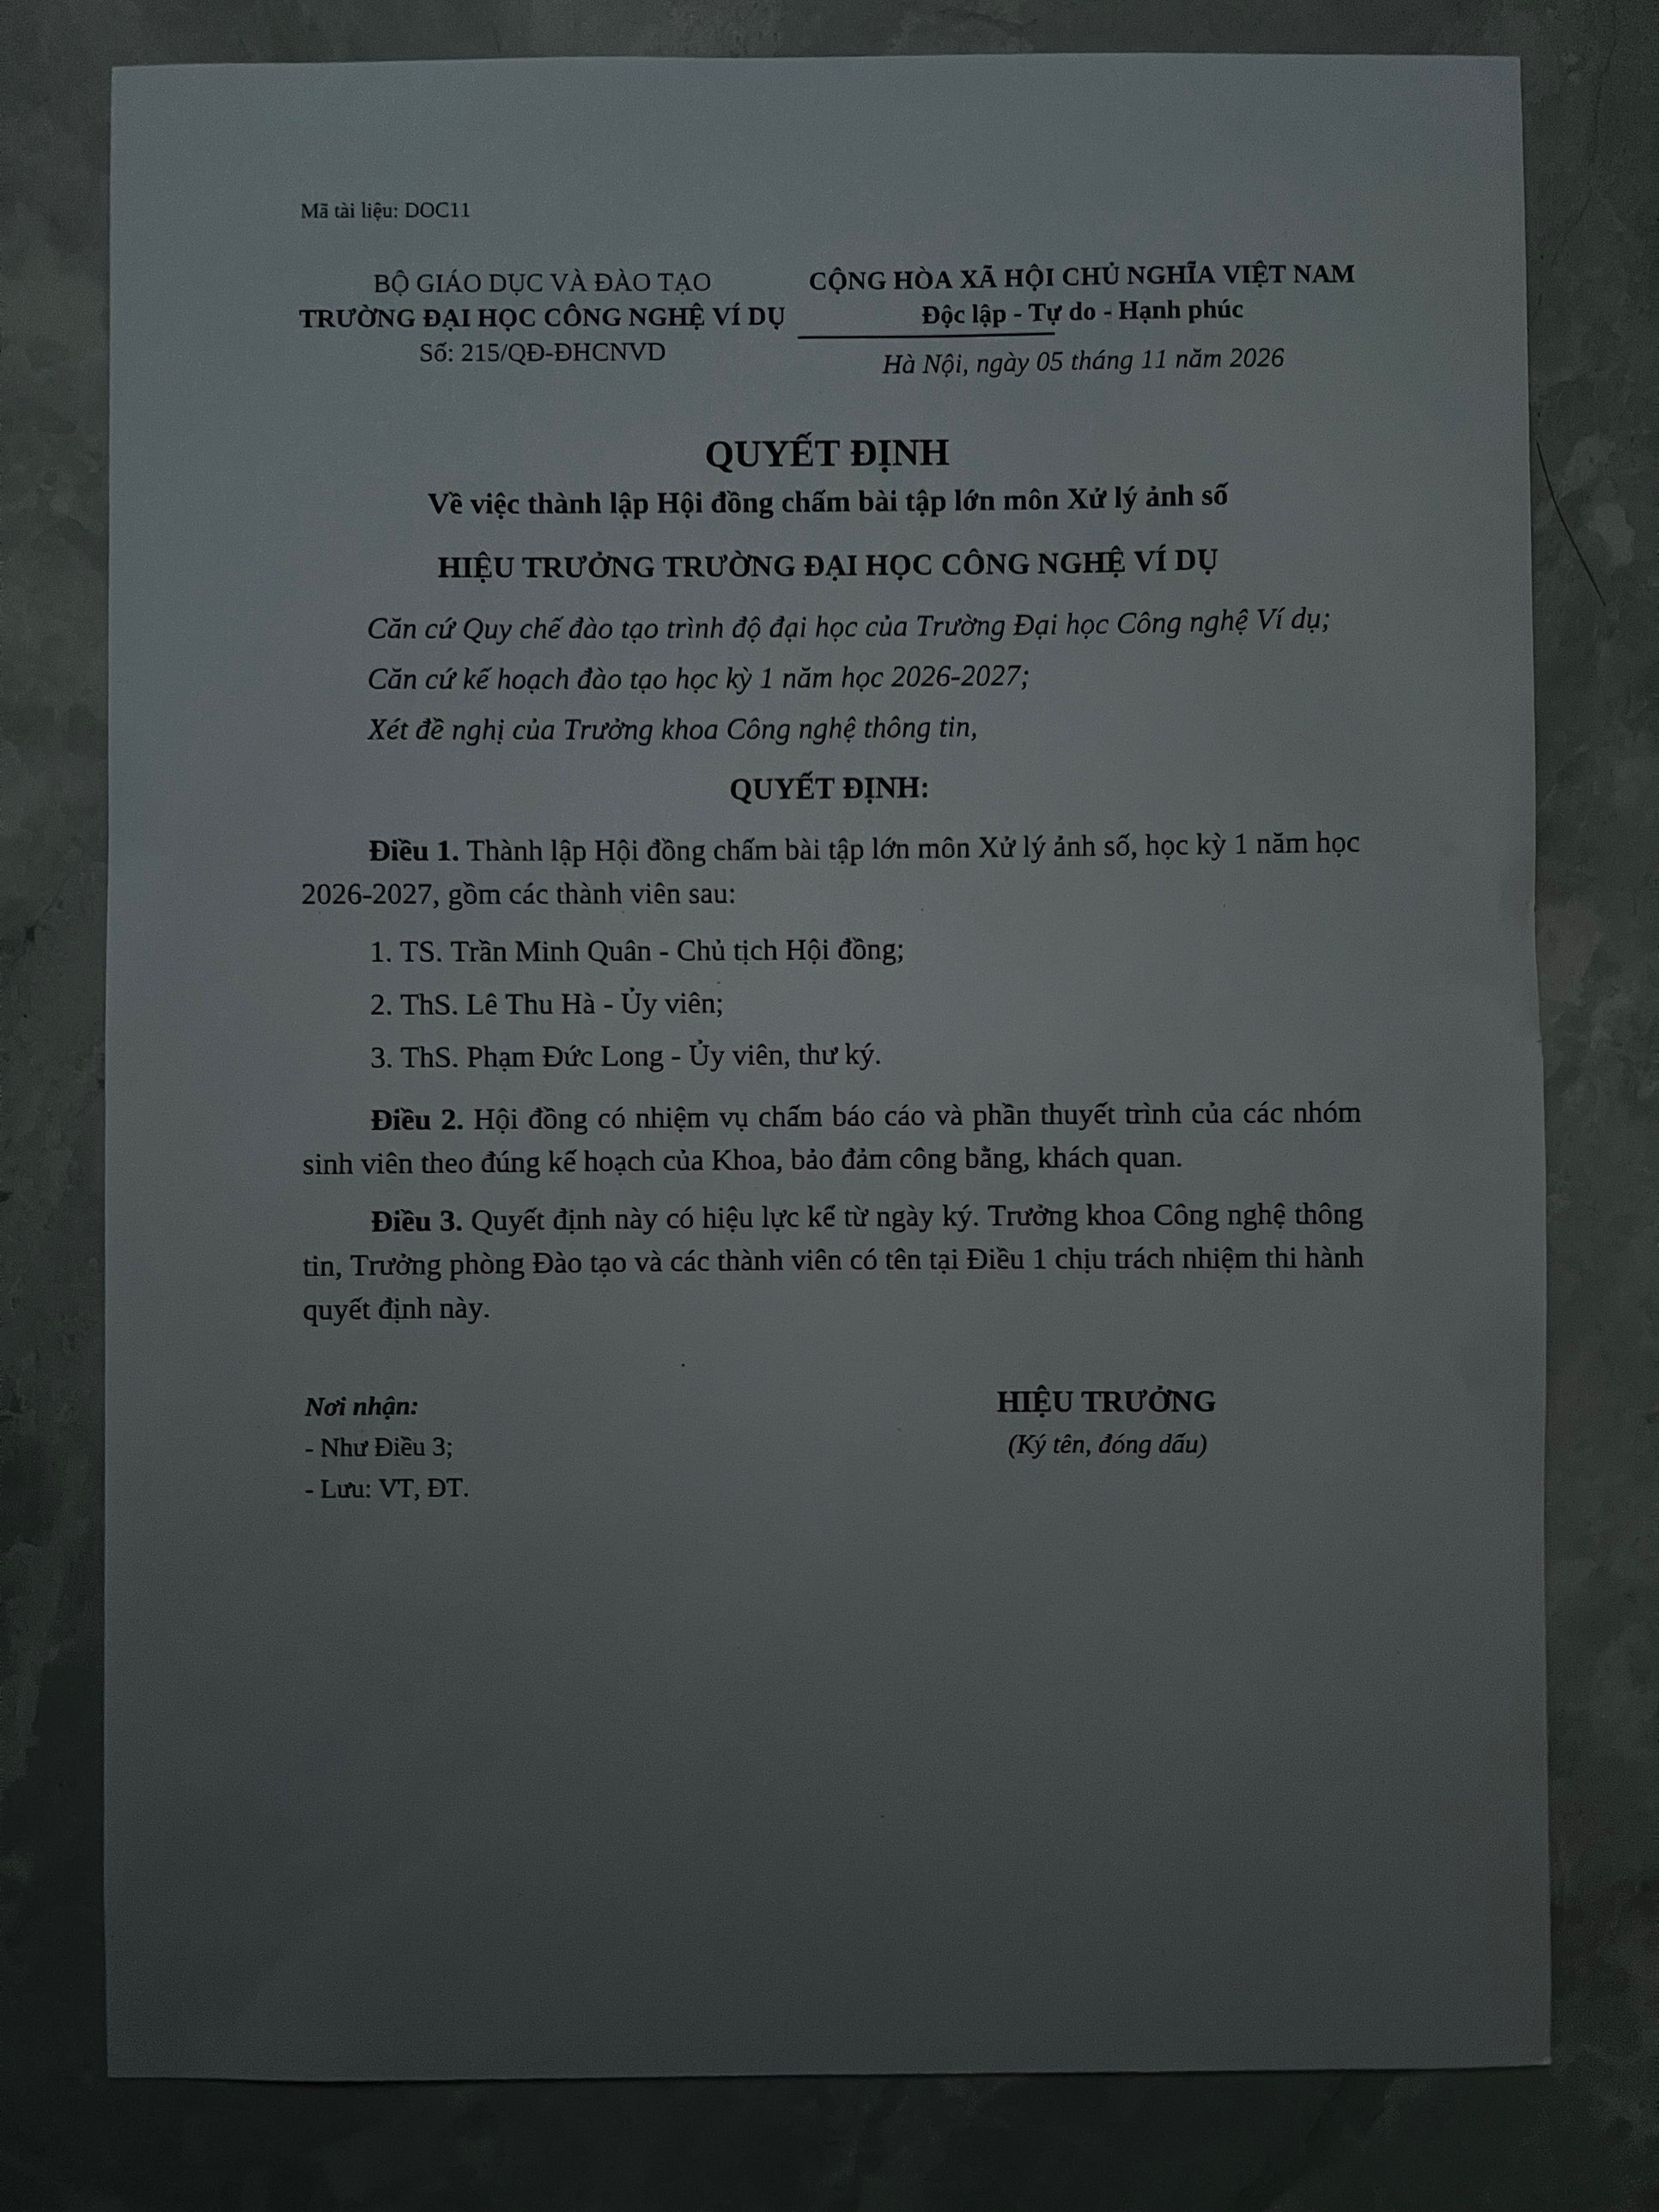 Mã tài liệu: DOC11
BỘ GIÁO DỤC VÀ ĐÀO TẠO
TRƯỜNG ĐẠI HỌC CÔNG NGHỆ VÍ DỤ
Số: 215/QĐ-ĐHCNVD
CỘNG HÒA XÃ HỘI CHỦ NGHĨA VIỆT NAM
Độc lập - Tự do - Hạnh phúc
Hà Nội, ngày 05 tháng 11 năm 2026
QUYẾT ĐỊNH
Về việc thành lập Hội đồng chấm bài tập lớn môn Xử lý ảnh số
HIỆU TRƯỞNG TRƯỜNG ĐẠI HỌC CÔNG NGHỆ VÍ DỤ
Căn cứ Quy chế đào tạo trình độ đại học của Trường Đại học Công nghệ Ví dụ;
Căn cứ kế hoạch đào tạo học kỳ 1 năm học 2026-2027;
Xét đề nghị của Trưởng khoa Công nghệ thông tin,
QUYẾT ĐỊNH:
Điều 1. Thành lập Hội đồng chấm bài tập lớn môn Xử lý ảnh số, học kỳ 1 năm học
2026-2027, gồm các thành viên sau:
1. TS. Trần Minh Quân - Chủ tịch Hội đồng;
2. ThS. Lê Thu Hà - Ủy viên;
3. ThS. Phạm Đức Long - Ủy viên, thư ký.
Điều 2. Hội đồng có nhiệm vụ chấm báo cáo và phần thuyết trình của các nhóm
sinh viên theo đúng kế hoạch của Khoa, bảo đảm công bằng, khách quan.
Điều 3. Quyết định này có hiệu lực kể từ ngày ký. Trưởng khoa Công nghệ thông
tin, Trưởng phòng Đào tạo và các thành viên có tên tại Điều 1 chịu trách nhiệm thi hành
quyết định này.
Nơi nhận:
- Như Điều 3;
- Lưu: VT, ĐT.
HIỆU TRƯỞNG
(Ký tên, đóng dấu)